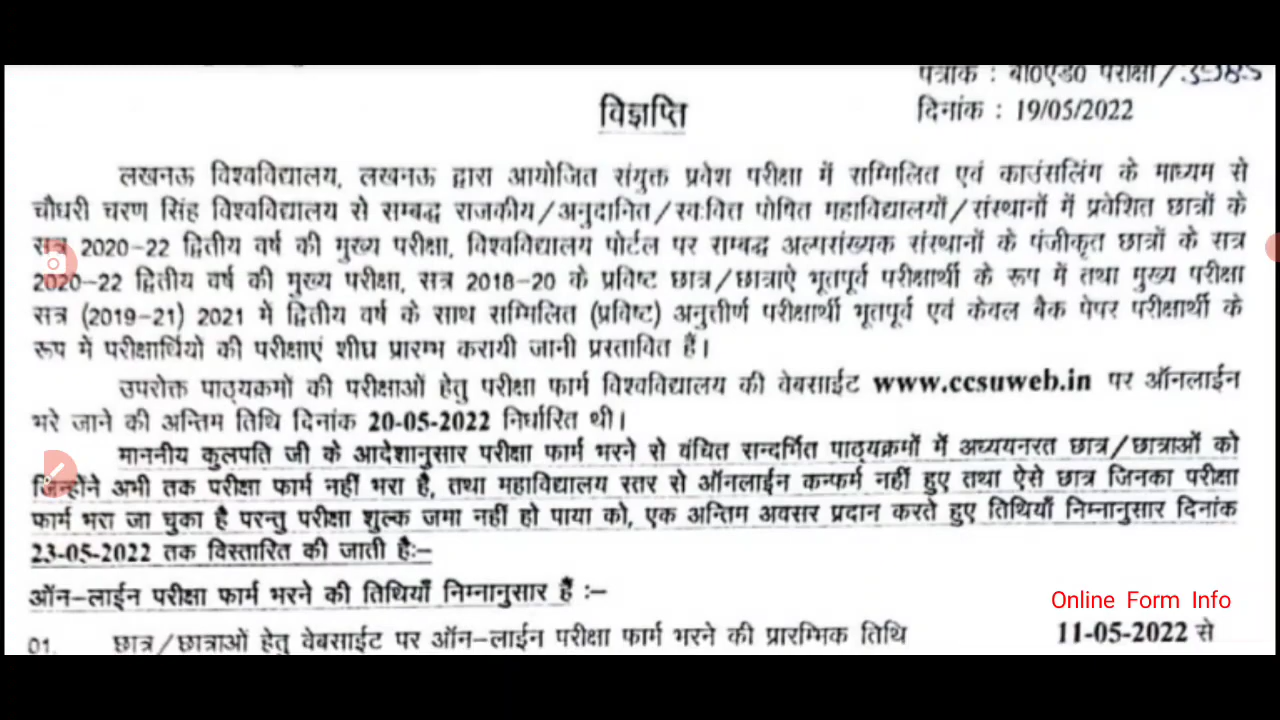 पत्रांक : बी०एड० परीक्षा/
विज्ञप्ति
दिनांक : 19/05/2022
लखनऊ विश्वविद्यालय, लखनऊ द्वारा आयोजित संयुक्त प्रवेश परीक्षा में सम्मिलित एवं काउंसलिंग के माध्यम से
चौधरी चरण सिंह विश्वविद्यालय से सम्बद्ध राजकीय/अनुदानित/स्व:वित्त पोषित महाविद्यालयों/संस्थानों में प्रवेशित छात्रों के
सत्र 2020-22 द्वितीय वर्ष की मुख्य परीक्षा, विश्वविद्यालय पोर्टल पर सम्बद्ध अल्पसंख्यक संस्थानों के पंजीकृत छात्रों के सत्र
2020-22 द्वितीय वर्ष की मुख्य परीक्षा, सत्र 2018-20 के प्रविष्ट छात्र/छात्राऐ भूतपूर्व परीक्षार्थी के रूप में तथा मुख्य परीक्षा
सत्र (2019-21) 2021 में द्वितीय वर्ष के साथ सम्मिलित (प्रविष्ट) अनुत्तीर्ण परीक्षार्थी भूतपूर्व एवं केवल बैक पेपर परीक्षार्थी के
रूप में परीक्षार्थियों की परीक्षाएं शीघ प्रारम्भ करायी जानी प्रस्तावित हैं।
उपरोक्त पाठ्यक्रमों की परीक्षाओं हेतु परीक्षा फार्म विश्वविद्यालय की वेबसाईट www.ccsuweb.in पर ऑनलाईन
भरे जाने की अन्तिम तिथि दिनांक 20-05-2022 निर्धारित थी।
माननीय कुलपति जी के आदेशानुसार परीक्षा फार्म भरने से वंचित सन्दर्भित पाठ्यक्रमों में अध्ययनरत छात्र/छात्राओं को
जिन्होंने अभी तक परीक्षा फार्म नहीं भरा है, तथा महाविद्यालय स्तर से ऑनलाईन कन्फर्म नहीं हुए तथा ऐसे छात्र जिनका परीक्षा
फार्म भरा जा चुका है परन्तु परीक्षा शुल्क जमा नहीं हो पाया को, एक अन्तिम अवसर प्रदान करते हुए तिथियाँ निम्नानुसार दिनांक
23-05-2022 तक विस्तारित की जाती है:-
ऑन-लाईन परीक्षा फार्म भरने की तिथियाँ निम्नानुसार हैं :-
Online Form Info
01. छात्र/छात्राओं हेतु वेबसाईट पर ऑन-लाईन परीक्षा फार्म भरने की प्रारम्भिक तिथि 11-05-2022 से